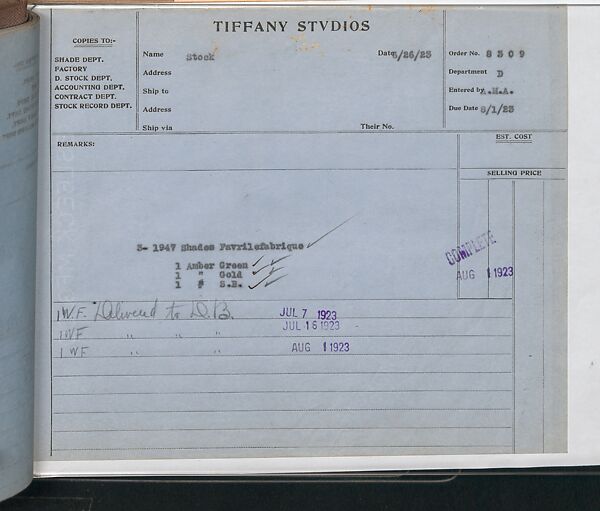 TIFFANY STVDIOS
COPIES TO:-
SHADE DEPT.
FACTORY
D. STOCK DEPT.
ACCOUNTING DEPT.
CONTRACT DEPT.
STOCK RECORD DEPT.
Name Stock
Address
Ship to
Address
Ship via
Their No.
Date /26/23
Order No. 8309
Department D
Entered by .M.A.
Due Date 8/1/23
REMARKS:
EST. COST
SELLING PRICE
3- 1947 Shades Favrilefabrique
1 Amber Green
1 " Gold
1 " S.B.
COMPLETE
AUG 1 1923
1 W.F. Delivered to D.B. JUL 7 1923
1 WF " " " JUL 16 1923
1 WF " " AUG 1 1923